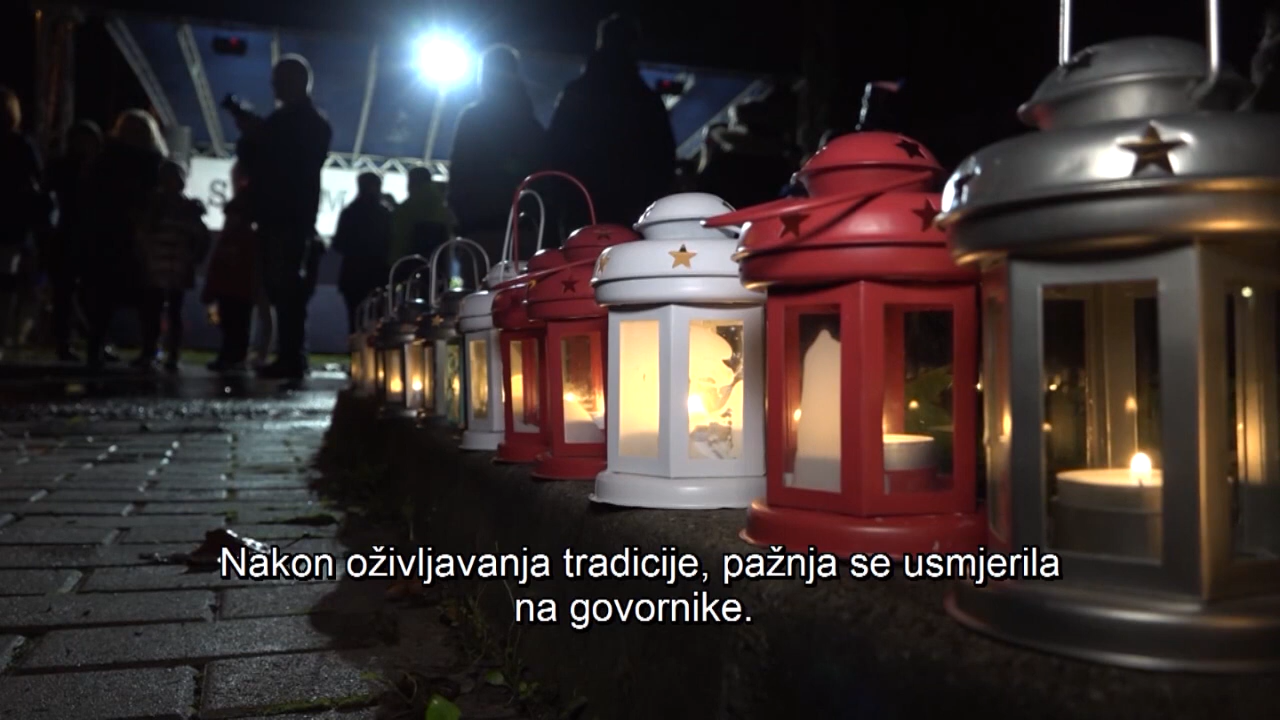 Nakon oživljavanja tradicije, pažnja se usmjerila
na govornike.